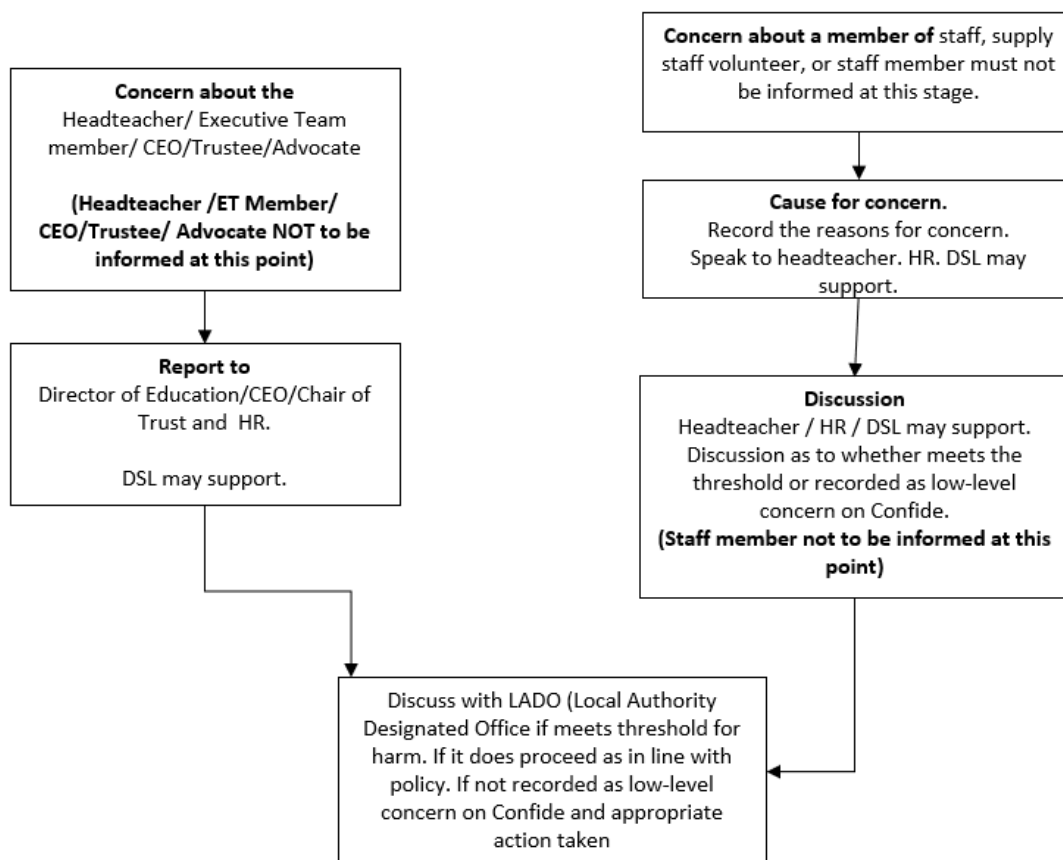 Concern about the
Headteacher/ Executive Team
member/ CEO/Trustee/Advocate
(Headteacher /ET Member/
CEO/Trustee/ Advocate NOT to be
informed at this point)
Report to
Director of Education/CEO/Chair of
Trust and  HR.
DSL may support.
Concern about a member of staff, supply
staff volunteer, or staff member must not
be informed at this stage.
Cause for concern.
Record the reasons for concern.
Speak to headteacher. HR. DSL may
support.
Discussion
Headteacher / HR / DSL may support.
Discussion as to whether meets the
threshold or recorded as low-level
concern on Confide.
(Staff member not to be informed at this
point)
Discuss with LADO (Local Authority
Designated Office if meets threshold for
harm. If it does proceed as in line with
policy. If not recorded as low-level
concern on Confide and appropriate
action taken